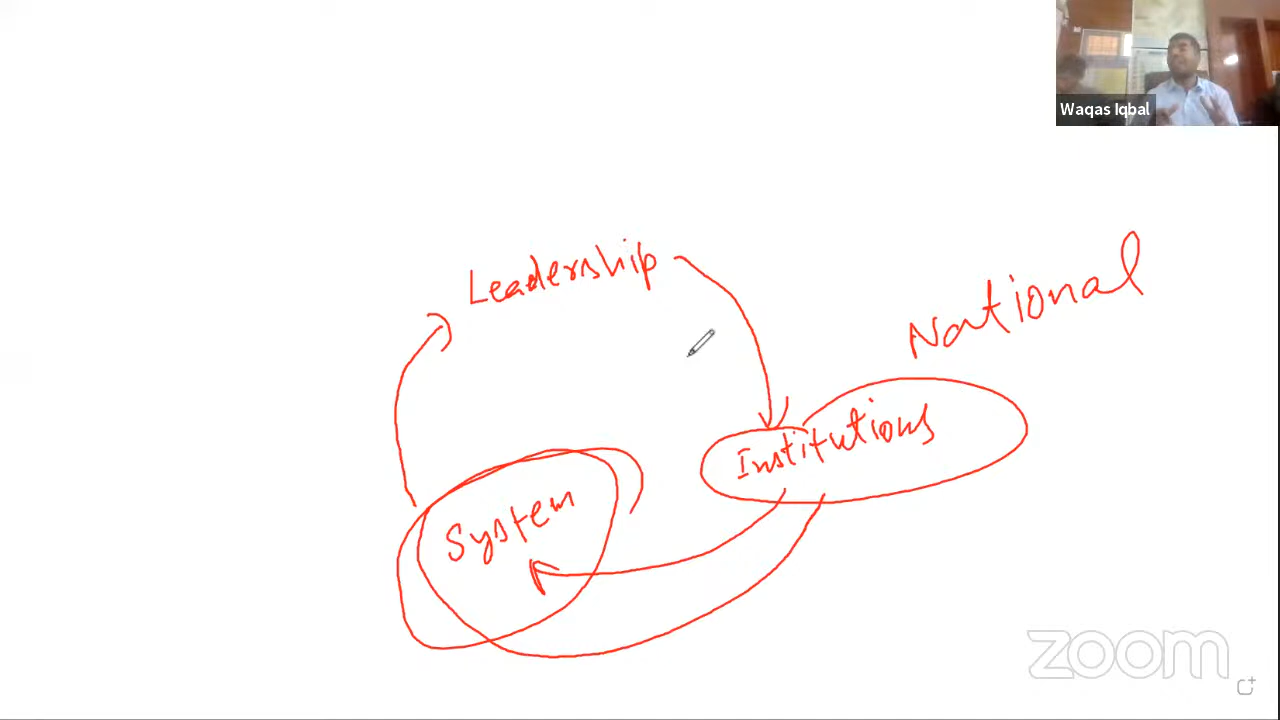 Waqas Iqbal
Leadership
National
Institutions
System
zoom